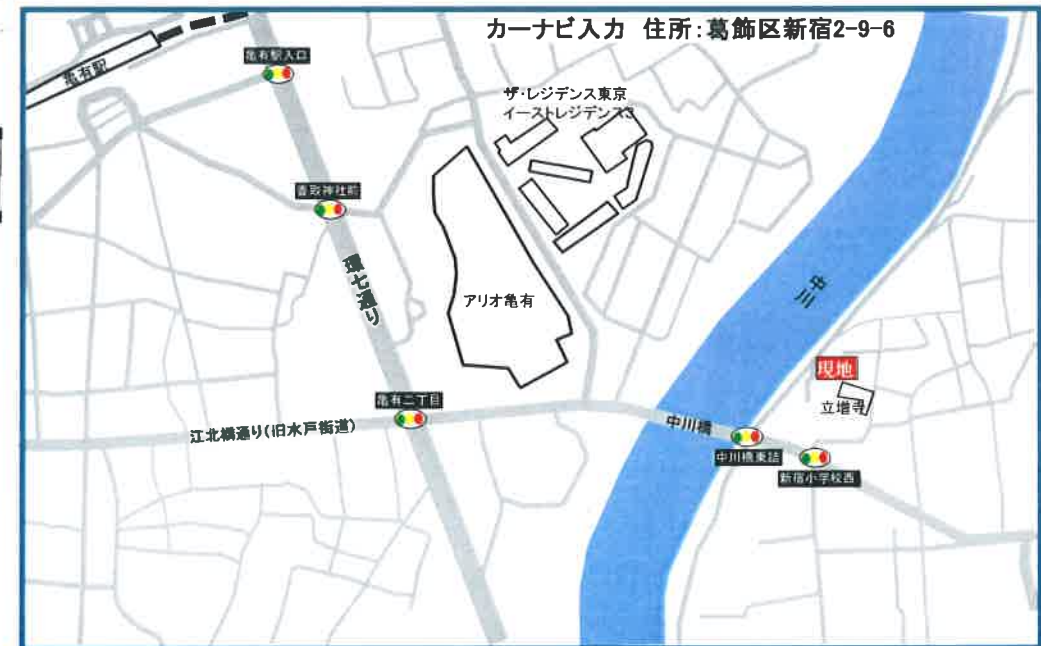 カーナビ入力 住所：葛飾区新宿2-9-6
亀有駅
亀有駅入口
ザ・レジデンス東京
イーストレジデンス3
香取神社前
環七通り
アリオ亀有
中川
現地
立増寺
亀有二丁目
江北橋通り(旧水戸街道)
中川橋
中川橋東詰
新宿小学校西